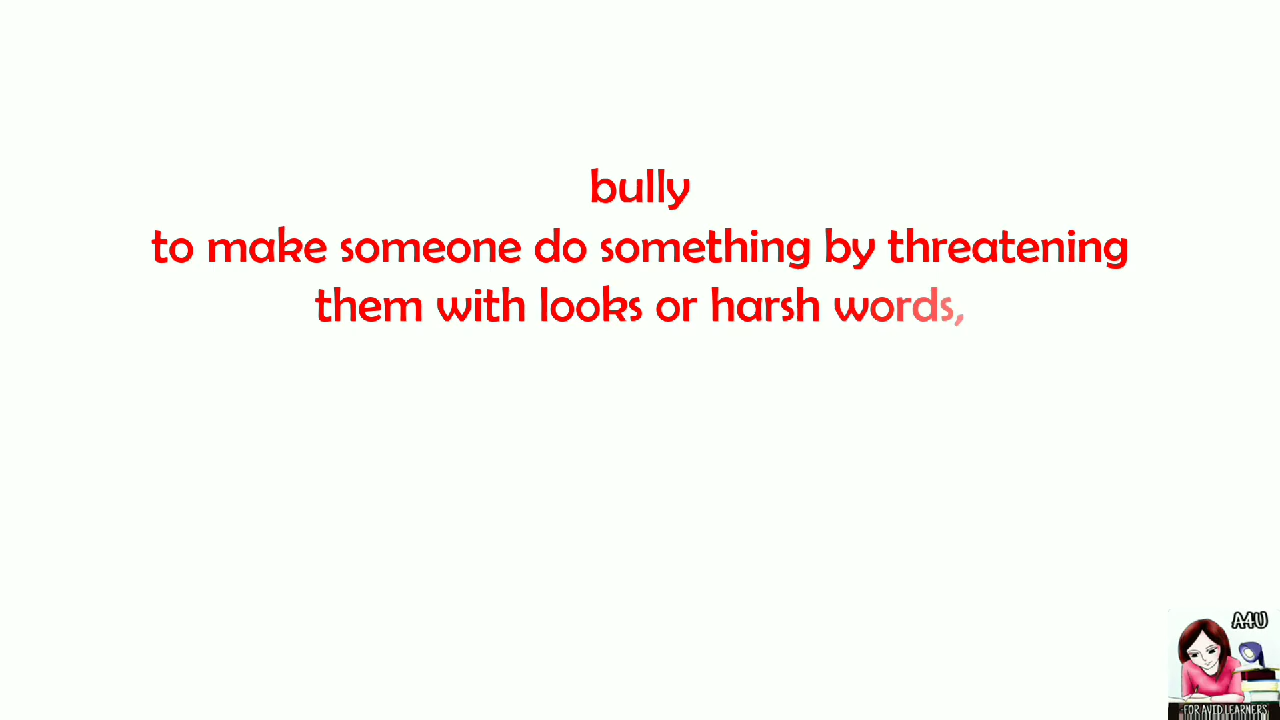 bully
to make someone do something by threatening
them with looks or harsh words,
A4U
FOR AVID LEARNERS